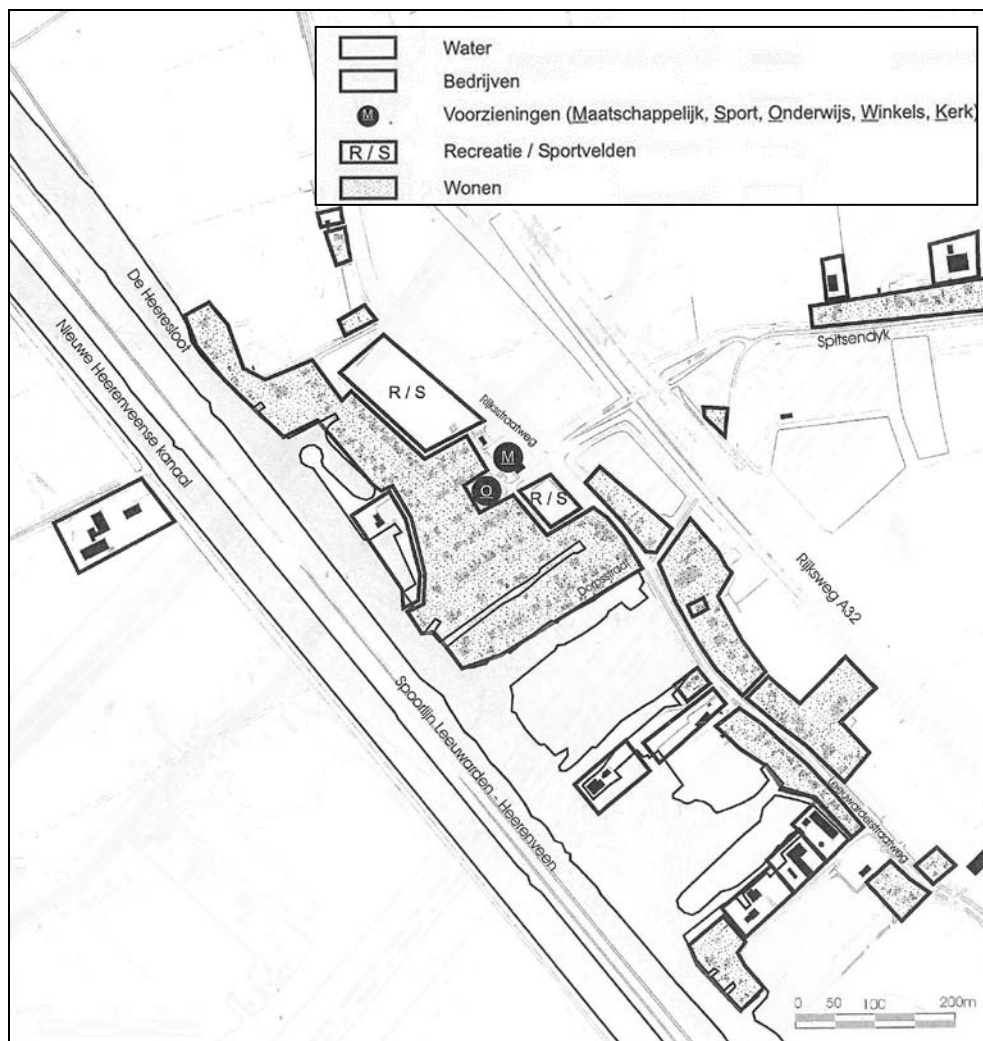 Water
Bedrijven
M Voorzieningen (Maatschappelijk, Sport, Onderwijs, Winkels, Kerk)
R / S Recreatie / Sportvelden
Wonen
De Heeresloot
Nieuwe Heerenveense kanaal
Spitsendyk
R / S
Rijksstraatweg
M
O
R / S
Dorpsstraat
Rijksweg A32
Spoorlijn Leeuwarden - Heerenveen
Leeuwarderstraatweg
0 50 100 200m